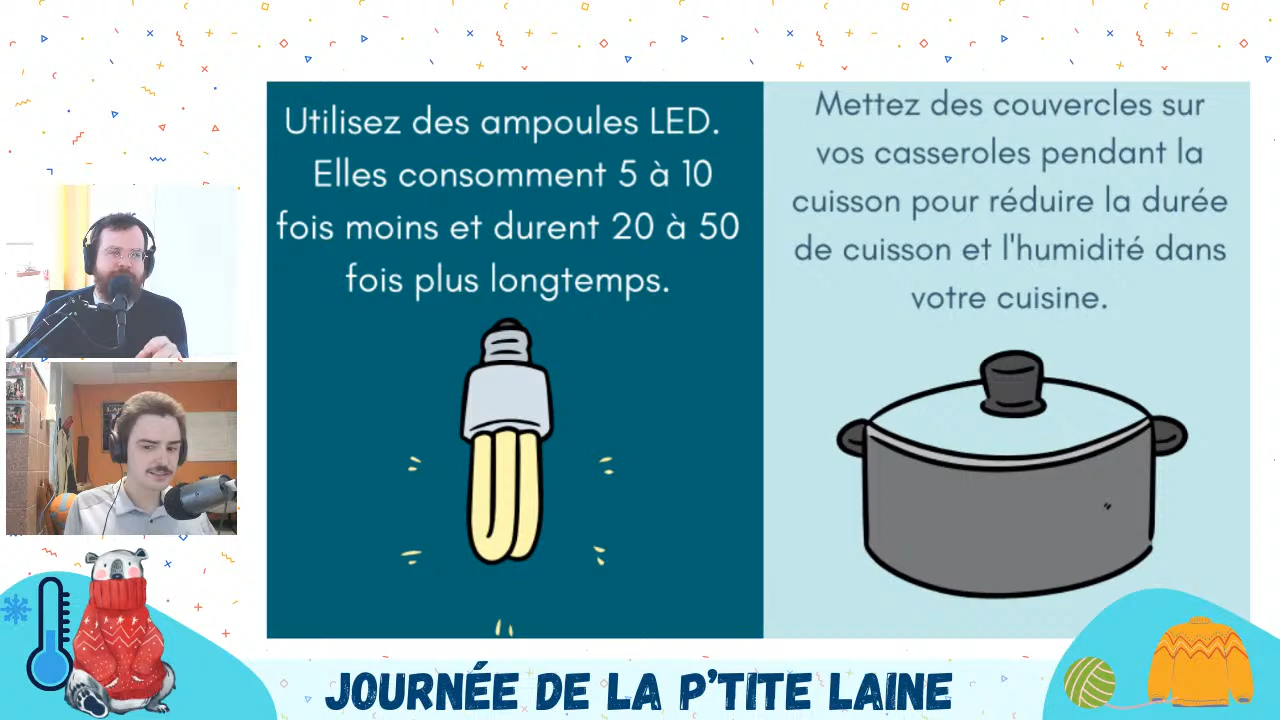 Utilisez des ampoules LED.
Elles consomment 5 à 10
fois moins et durent 20 à 50
fois plus longtemps.
Mettez des couvercles sur
vos casseroles pendant la
cuisson pour réduire la durée
de cuisson et l'humidité dans
votre cuisine.
JOURNÉE DE LA P'TITE LAINE